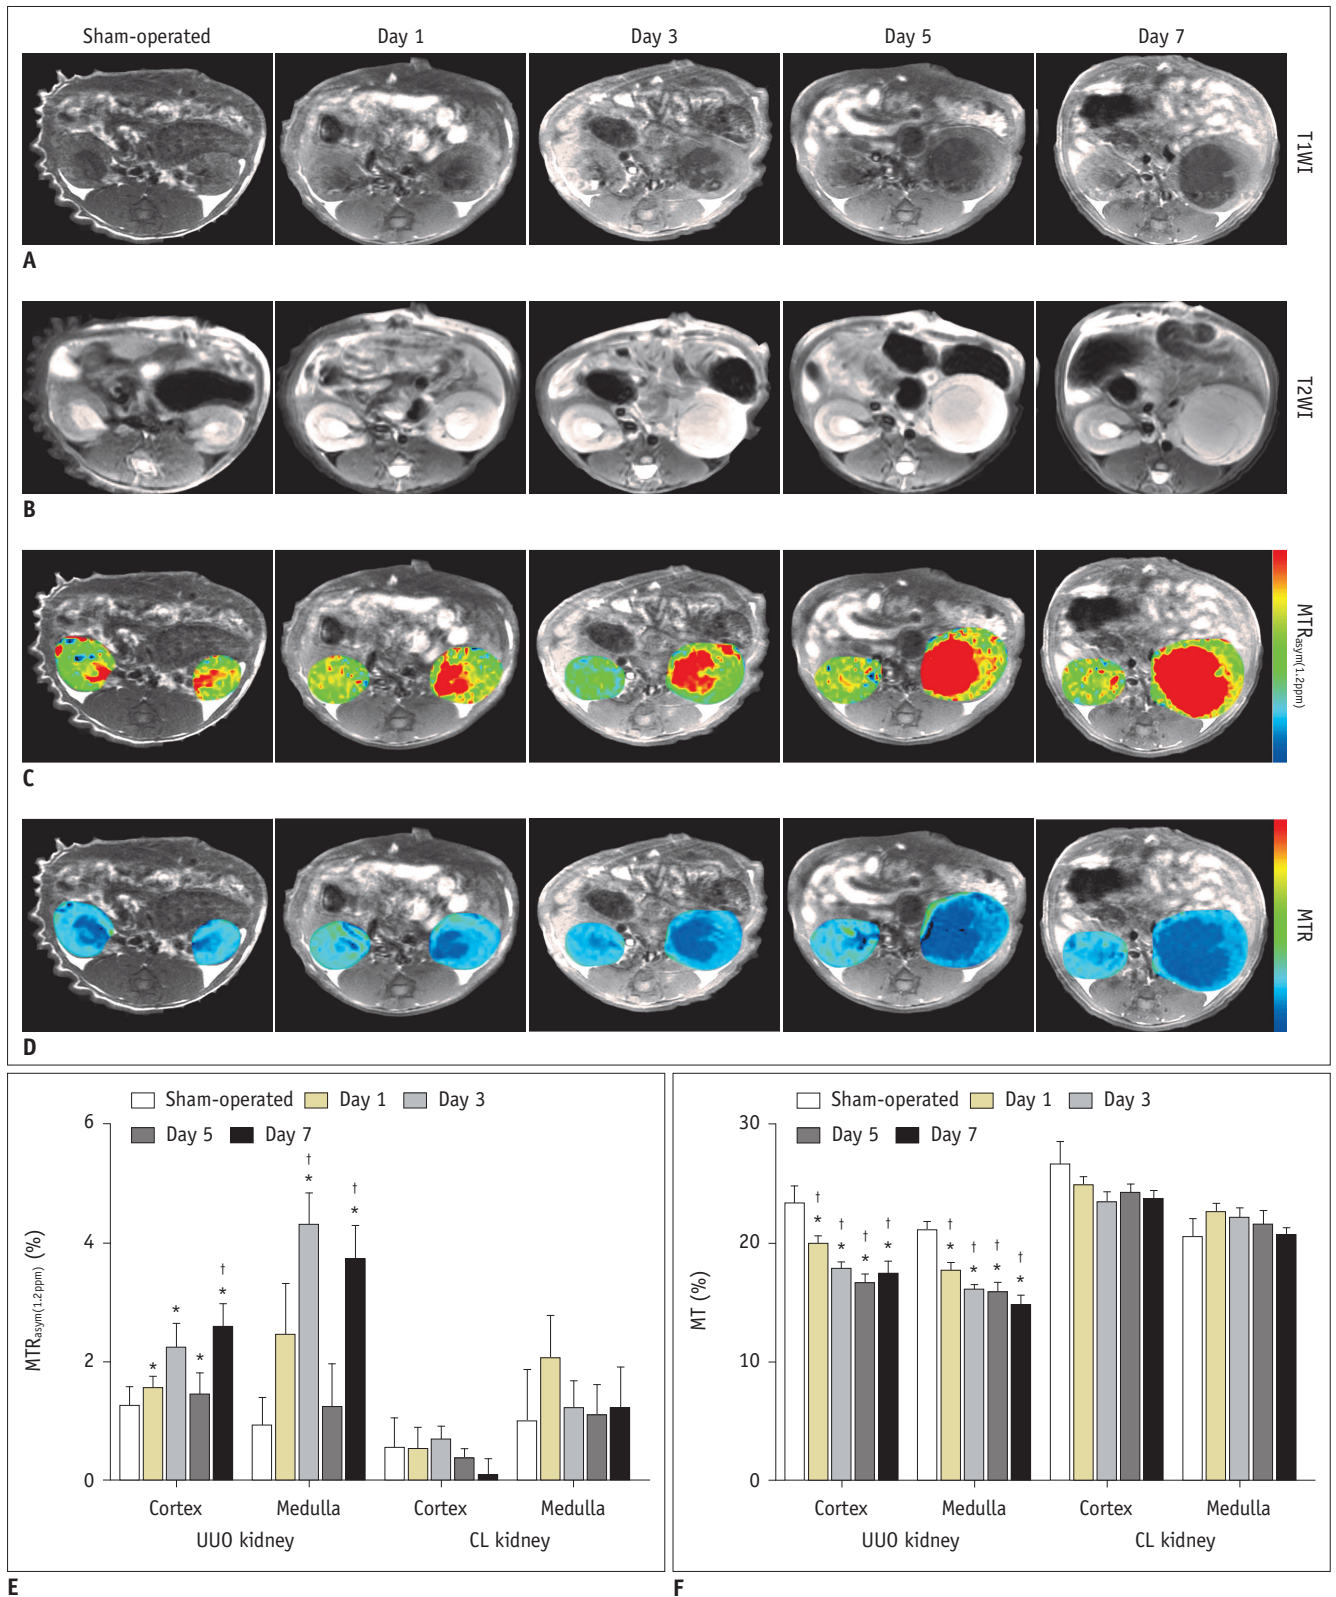 Sham-operated Day 1 Day 3 Day 5 Day 7
T1WI
A
T2WI
B
MTRasym(1.2ppm)
C
MTR
D
Sham-operated Day 1 Day 3
Day 5 Day 7
6
4
2
0
MTRasym(1.2ppm) (%)
* * * * †
* † * †
Cortex Medulla Cortex Medulla
UUO kidney CL kidney
E
Sham-operated Day 1 Day 3
Day 5 Day 7
30
20
10
0
MT (%)
† † † † † † † †
* * * * * * * *
Cortex Medulla Cortex Medulla
UUO kidney CL kidney
F